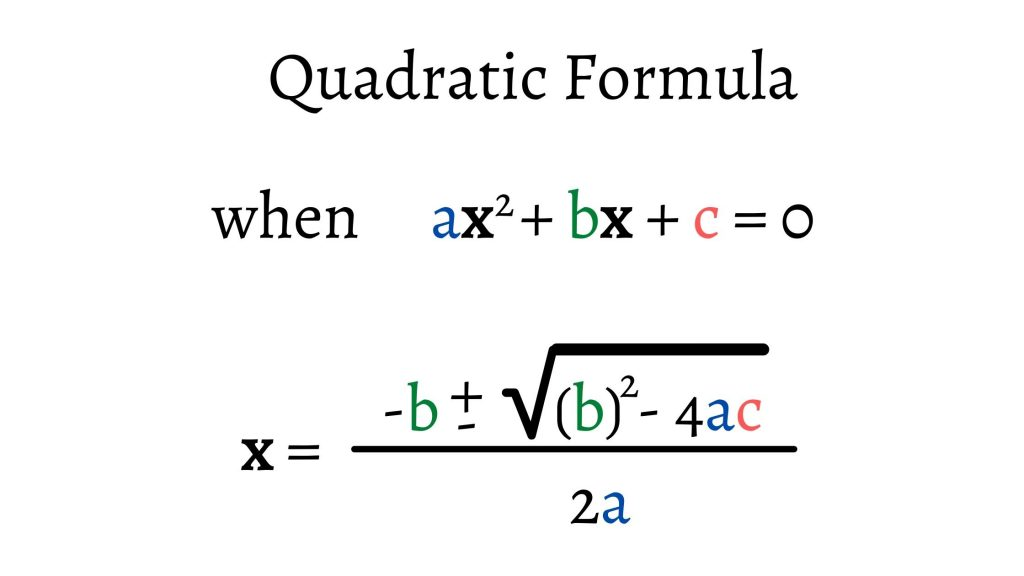 Quadratic Formula
when ax²+ bx + c = 0
x = -b ± √(b)²- 4ac
2a